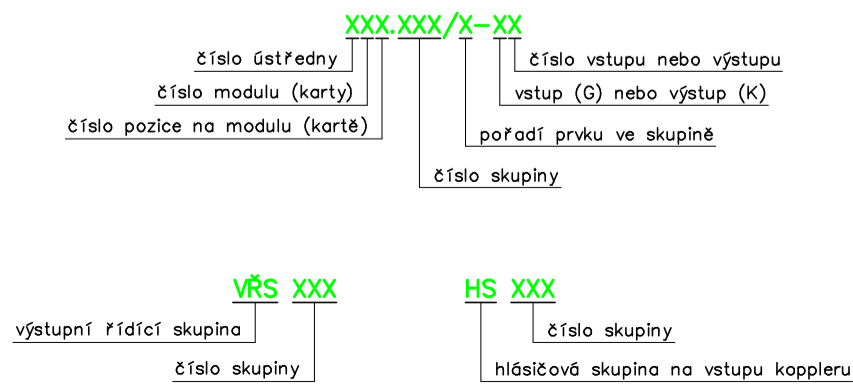 XXX.XXX/X-XX
číslo ústředny
číslo vstupu nebo výstupu
číslo modulu (karty)
vstup (G) nebo výstup (K)
číslo pozice na modulu (kartě)
pořadí prvku ve skupině
číslo skupiny
VŘS XXX
HS XXX
výstupní řídící skupina
číslo skupiny
číslo skupiny
hlásičová skupina na vstupu koppleru